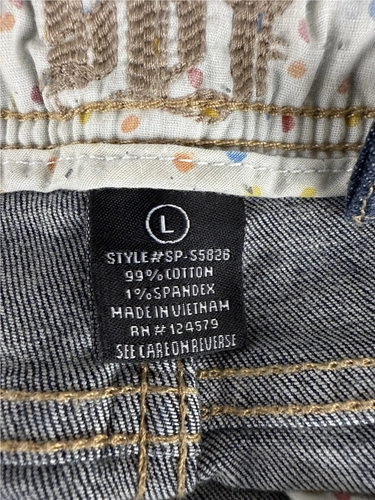 L
STYLE#SP-S5826
99% COTTON
1% SPANDEX
MADE IN VIETNAM
RN# 124579
SEE CARE ON REVERSE